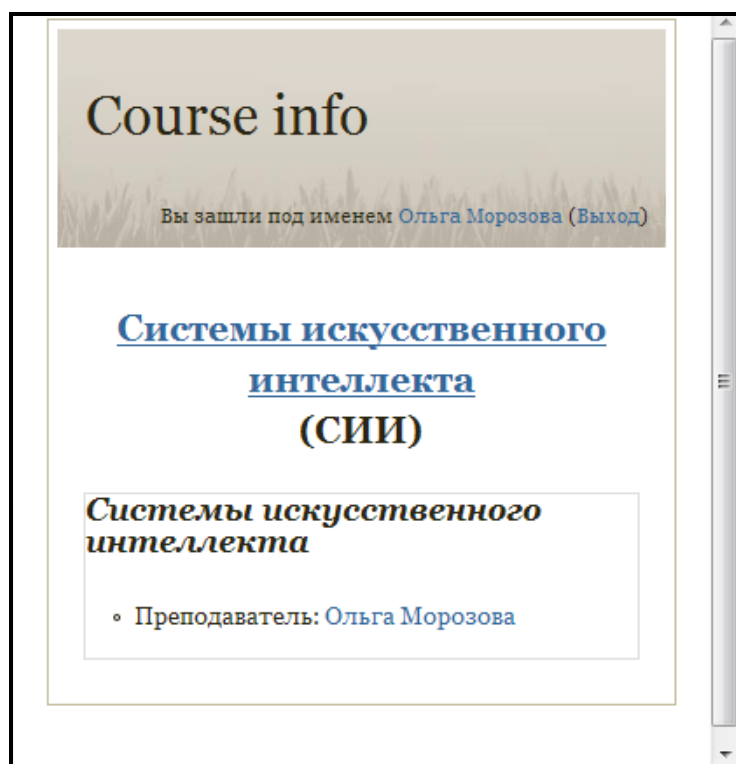 Course info
Вы зашли под именем Ольга Морозова (Выход)
Системы искусственного
интеллекта
(СИИ)
Системы искусственного
интеллекта
Преподаватель: Ольга Морозова